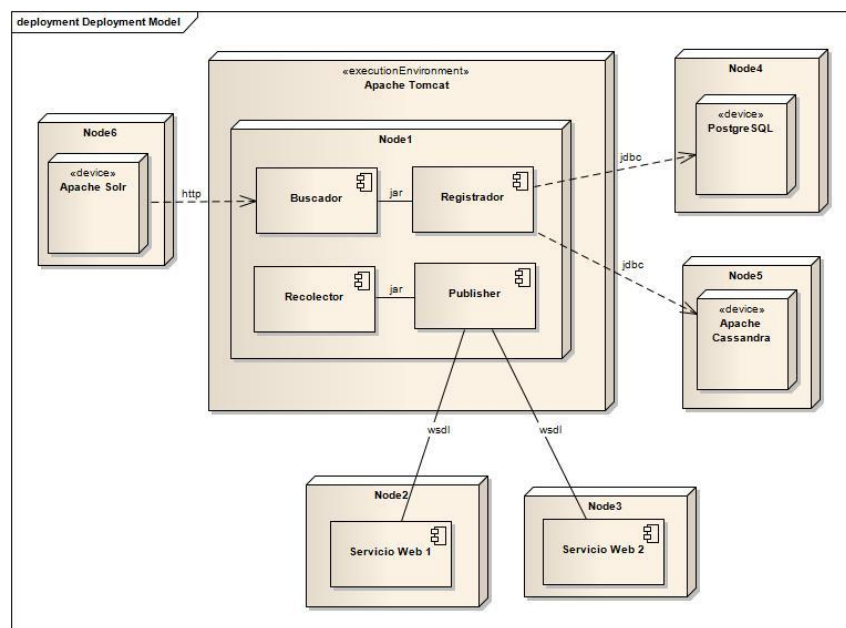 deployment Deployment Model
«executionEnvironment»
Apache Tomcat
Node6
«device»
Apache Solr
http
Node1
Buscador
jar
Registrador
Recolector
jar
Publisher
jdbc
Node4
«device»
PostgreSQL
jdbc
Node5
«device»
Apache
Cassandra
wsdl
wsdl
Node2
Servicio Web 1
Node3
Servicio Web 2